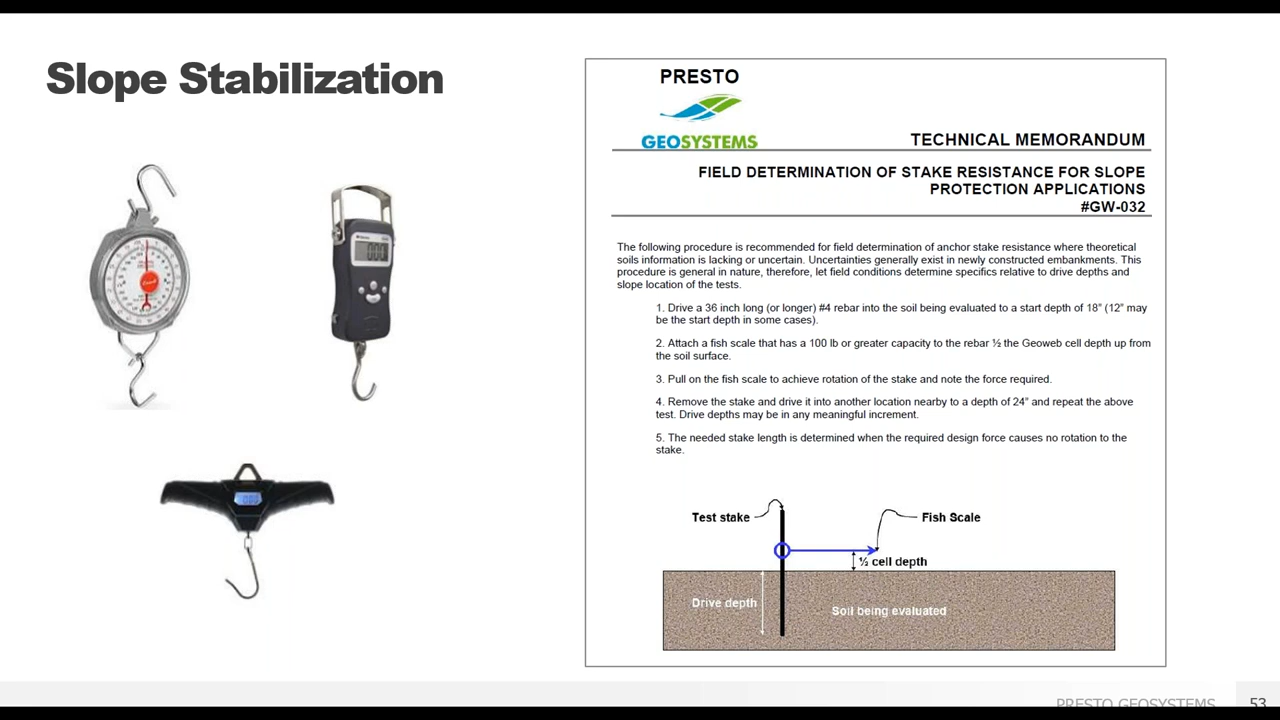 Slope Stabilization
PRESTO
GEOSYSTEMS
TECHNICAL MEMORANDUM
FIELD DETERMINATION OF STAKE RESISTANCE FOR SLOPE
PROTECTION APPLICATIONS
#GW-032
The following procedure is recommended for field determination of anchor stake resistance where theoretical
soils information is lacking or uncertain. Uncertainties generally exist in newly constructed embankments. This
procedure is general in nature, therefore, let field conditions determine specifics relative to drive depths and
slope location of the tests.
1. Drive a 36 inch long (or longer) #4 rebar into the soil being evaluated to a start depth of 18" (12" may
be the start depth in some cases).
2. Attach a fish scale that has a 100 lb or greater capacity to the rebar ½ the Geoweb cell depth up from
the soil surface.
3. Pull on the fish scale to achieve rotation of the stake and note the force required.
4. Remove the stake and drive it into another location nearby to a depth of 24" and repeat the above
test. Drive depths may be in any meaningful increment.
5. The needed stake length is determined when the required design force causes no rotation to the
stake.
Test stake
Fish Scale
½ cell depth
Drive depth
Soil being evaluated
PRESTO GEOSYSTEMS
53